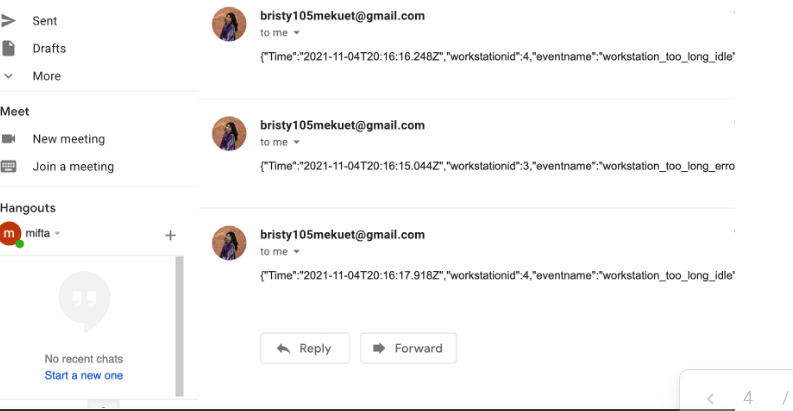 Sent
Drafts
More
Meet
New meeting
Join a meeting
Hangouts
m mifta
No recent chats
Start a new one
bristy105mekuet@gmail.com
to me
{"Time":"2021-11-04T20:16:16.248Z","workstationid":4,"eventname":"workstation_too_long_idle"
bristy105mekuet@gmail.com
to me
{"Time":"2021-11-04T20:16:15.044Z","workstationid":3,"eventname":"workstation_too_long_erro
bristy105mekuet@gmail.com
to me
{"Time":"2021-11-04T20:16:17.918Z","workstationid":4,"eventname":"workstation_too_long_idle"
Reply Forward
4 /